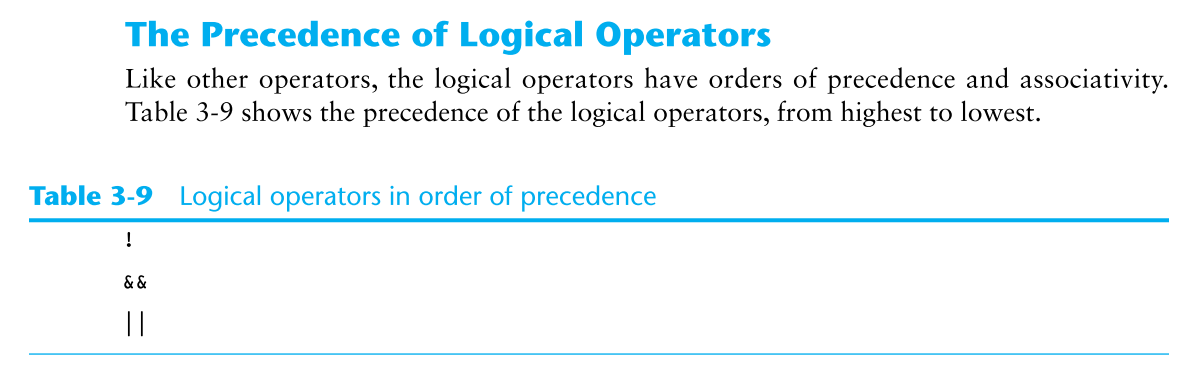 The Precedence of Logical Operators
Like other operators, the logical operators have orders of precedence and associativity.
Table 3-9 shows the precedence of the logical operators, from highest to lowest.
Table 3-9 Logical operators in order of precedence
!
&&
||